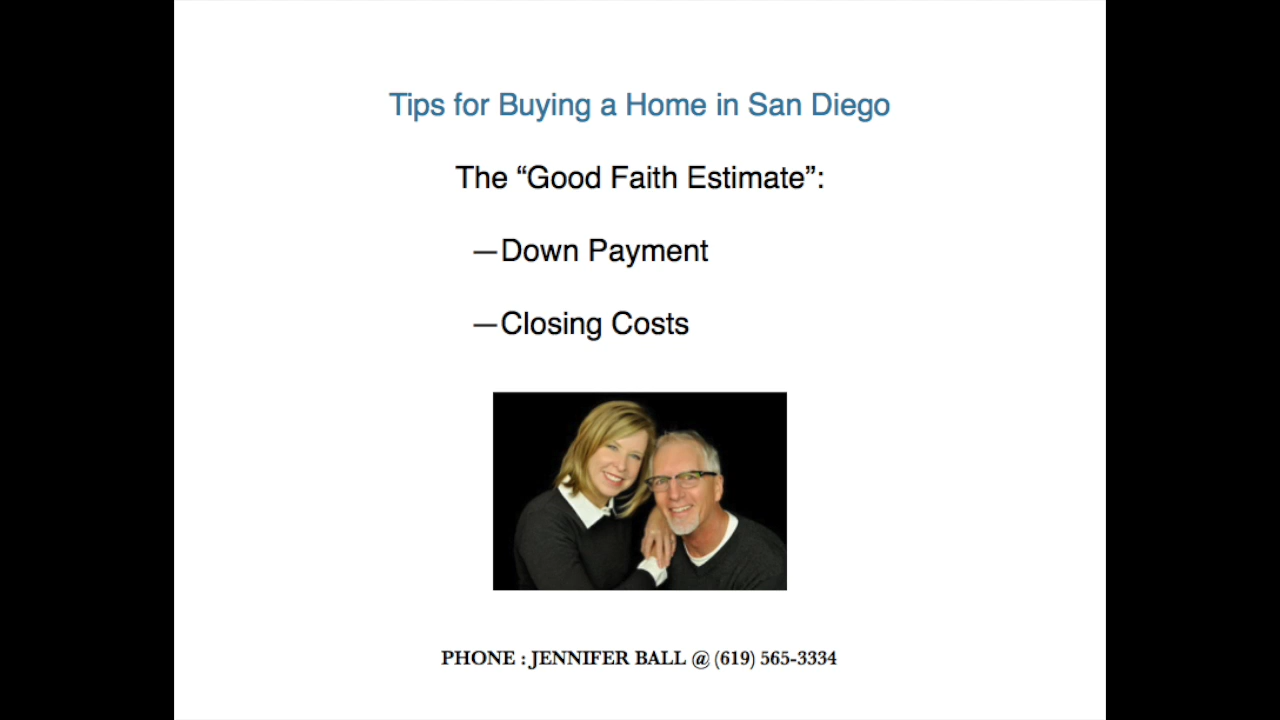 Tips for Buying a Home in San Diego
The “Good Faith Estimate”:
—Down Payment
—Closing Costs
PHONE : JENNIFER BALL @ (619) 565-3334